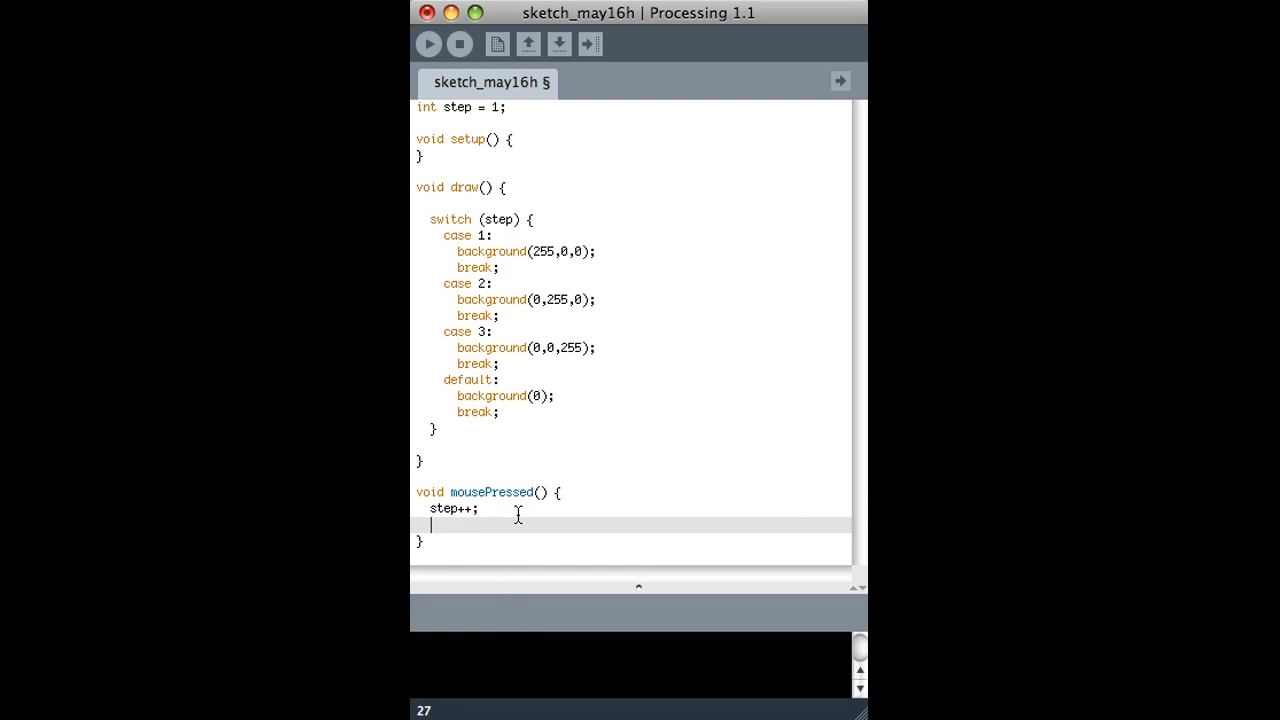 sketch_may16h | Processing 1.1
sketch_may16h §
int step = 1;
void setup() {
}
void draw() {
switch (step) {
case 1:
background(255,0,0);
break;
case 2:
background(0,255,0);
break;
case 3:
background(0,0,255);
break;
default:
background(0);
break;
}
}
void mousePressed() {
step++;
}
27